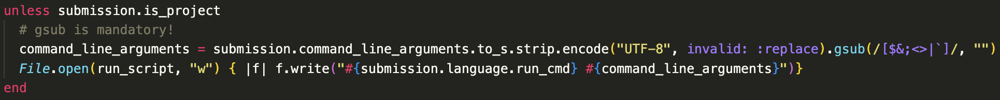 unless submission.is_project
  # gsub is mandatory!
  command_line_arguments = submission.command_line_arguments.to_s.strip.encode("UTF-8", invalid: :replace).gsub(/[$&;<>|`]/, "")
  File.open(run_script, "w") { |f| f.write("#{submission.language.run_cmd} #{command_line_arguments}")}
end